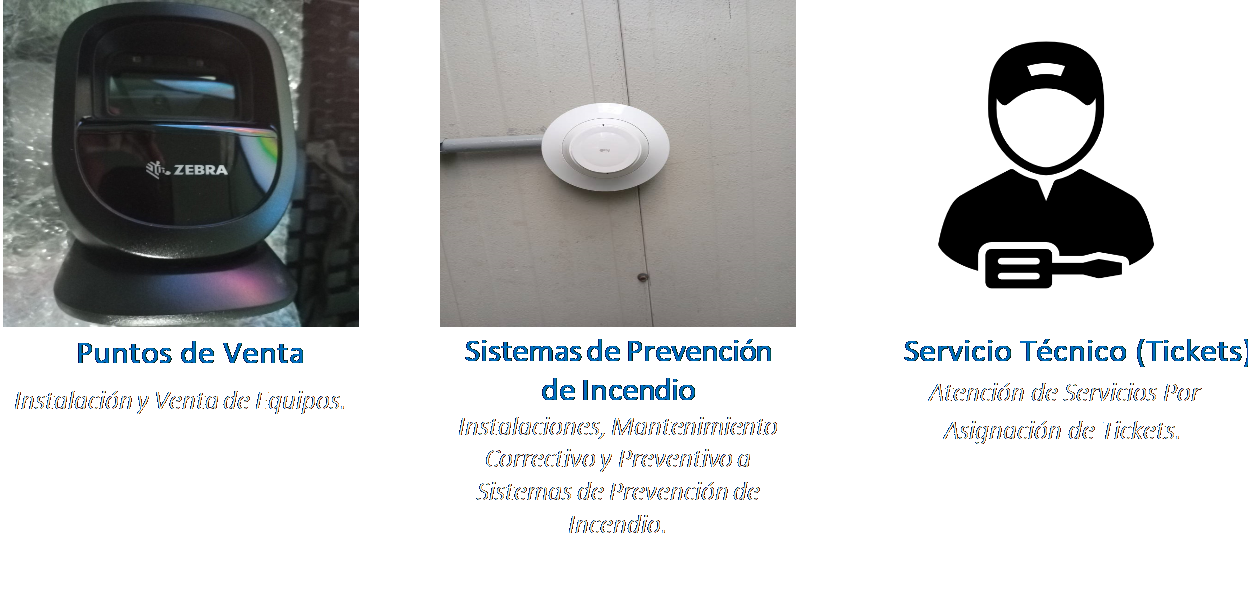 ZEBRA
Puntos de Venta
Instalación y Venta de Equipos.
Sistemas de Prevención
de Incendio
Instalaciones, Mantenimiento
Correctivo y Preventivo a
Sistemas de Prevención de
Incendio.
Servicio Técnico (Tickets)
Atención de Servicios Por
Asignación de Tickets.